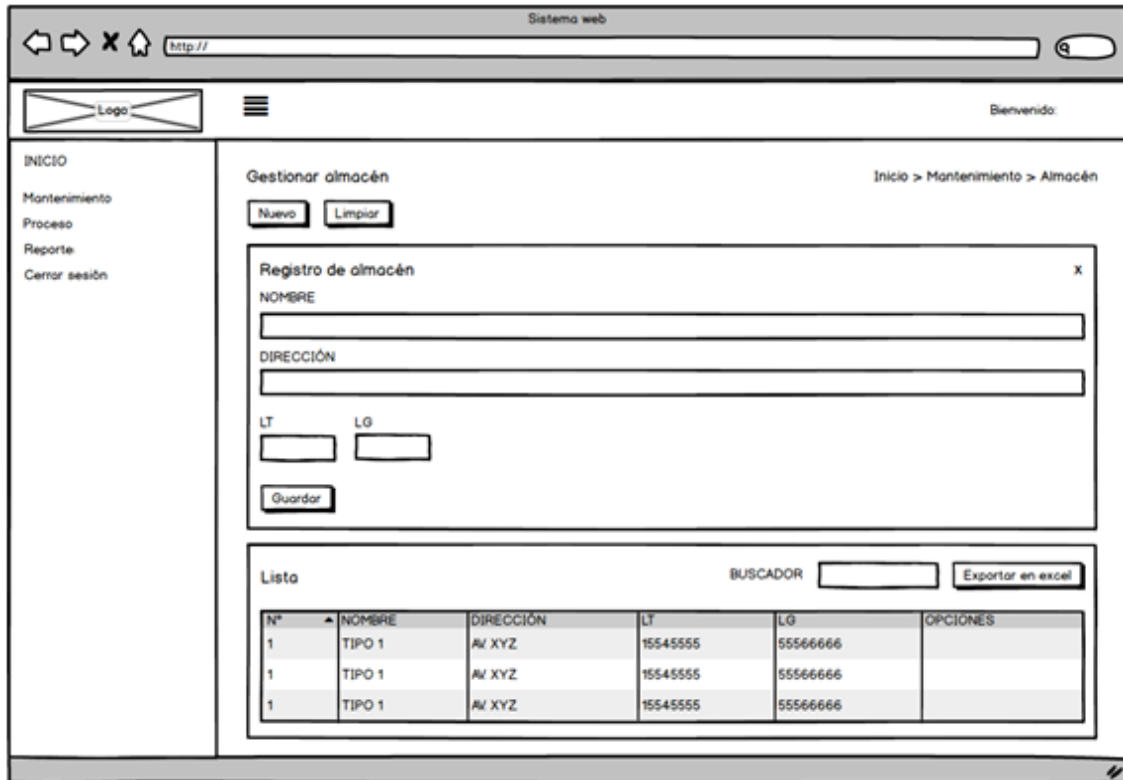 Sistema web
http://
Logo
Bienvenido:
INICIO
Mantenimiento
Proceso
Reporte
Cerrar sesión
Gestionar almacén
Inicio > Mantenimiento > Almacén
Nuevo Limpiar
Registro de almacén x
NOMBRE
DIRECCIÓN
LT LG
Guardar
Lista BUSCADOR Exportar en excel
N° NOMBRE DIRECCIÓN LT LG OPCIONES
1 TIPO 1 AV. XYZ 15545555 55566666
1 TIPO 1 AV. XYZ 15545555 55566666
1 TIPO 1 AV. XYZ 15545555 55566666